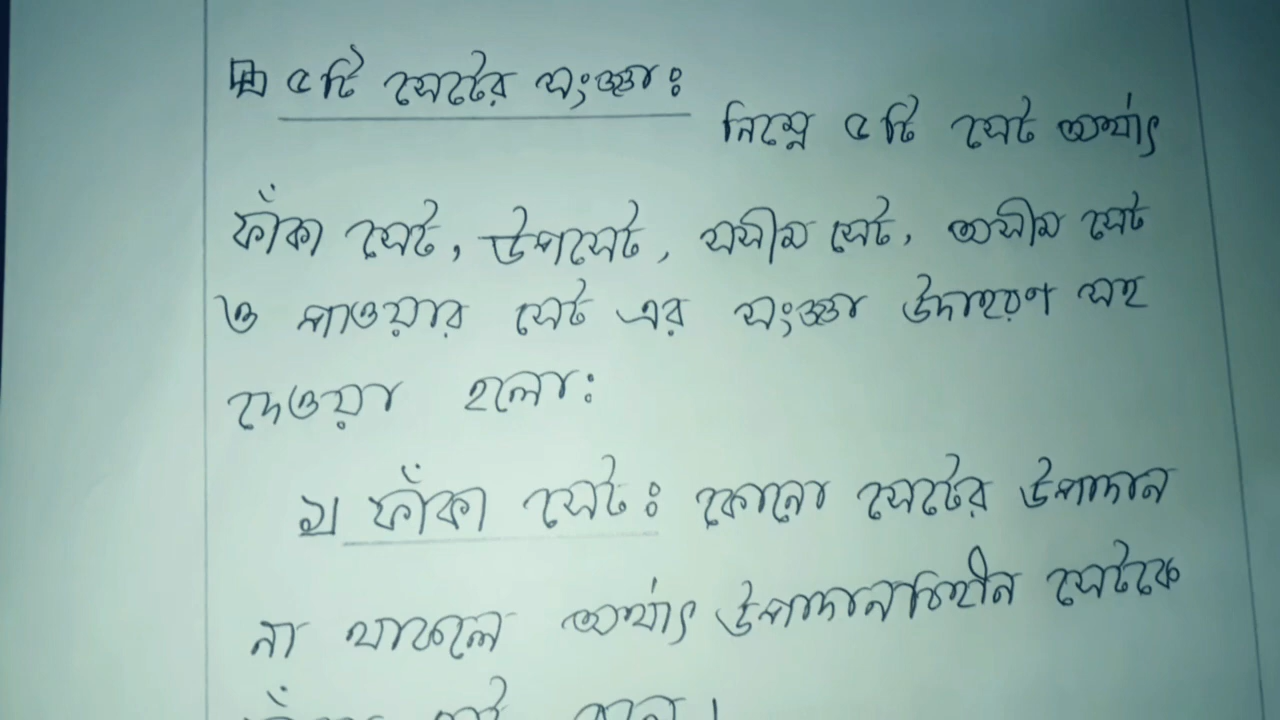 ৫টি সেটের সংজ্ঞাঃ
নিম্নে ৫টি সেট অর্থাৎ
ফাঁকা সেট, উপসেট, সসীম সেট, অসীম সেট
ও পাওয়ার সেট এর সংজ্ঞা উদাহরণ সহ
দেওয়া হলো:
১। ফাঁকা সেটঃ কোনো সেটের উপাদান
না থাকলে অর্থাৎ উপাদানবিহীন সেটকে